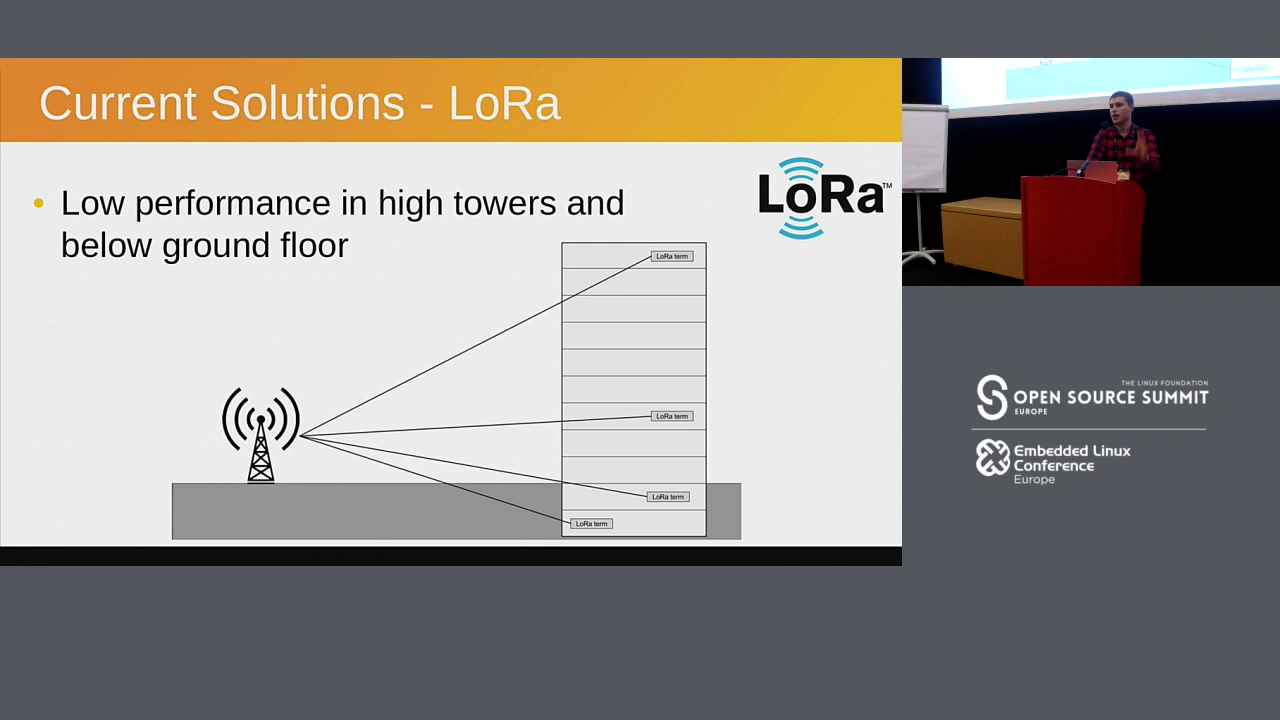 Current Solutions - LoRa
• Low performance in high towers and
below ground floor
LoRa™
LoRa term
LoRa term
LoRa term
LoRa term
THE LINUX FOUNDATION
OPEN SOURCE SUMMIT
EUROPE
Embedded Linux
Conference
Europe